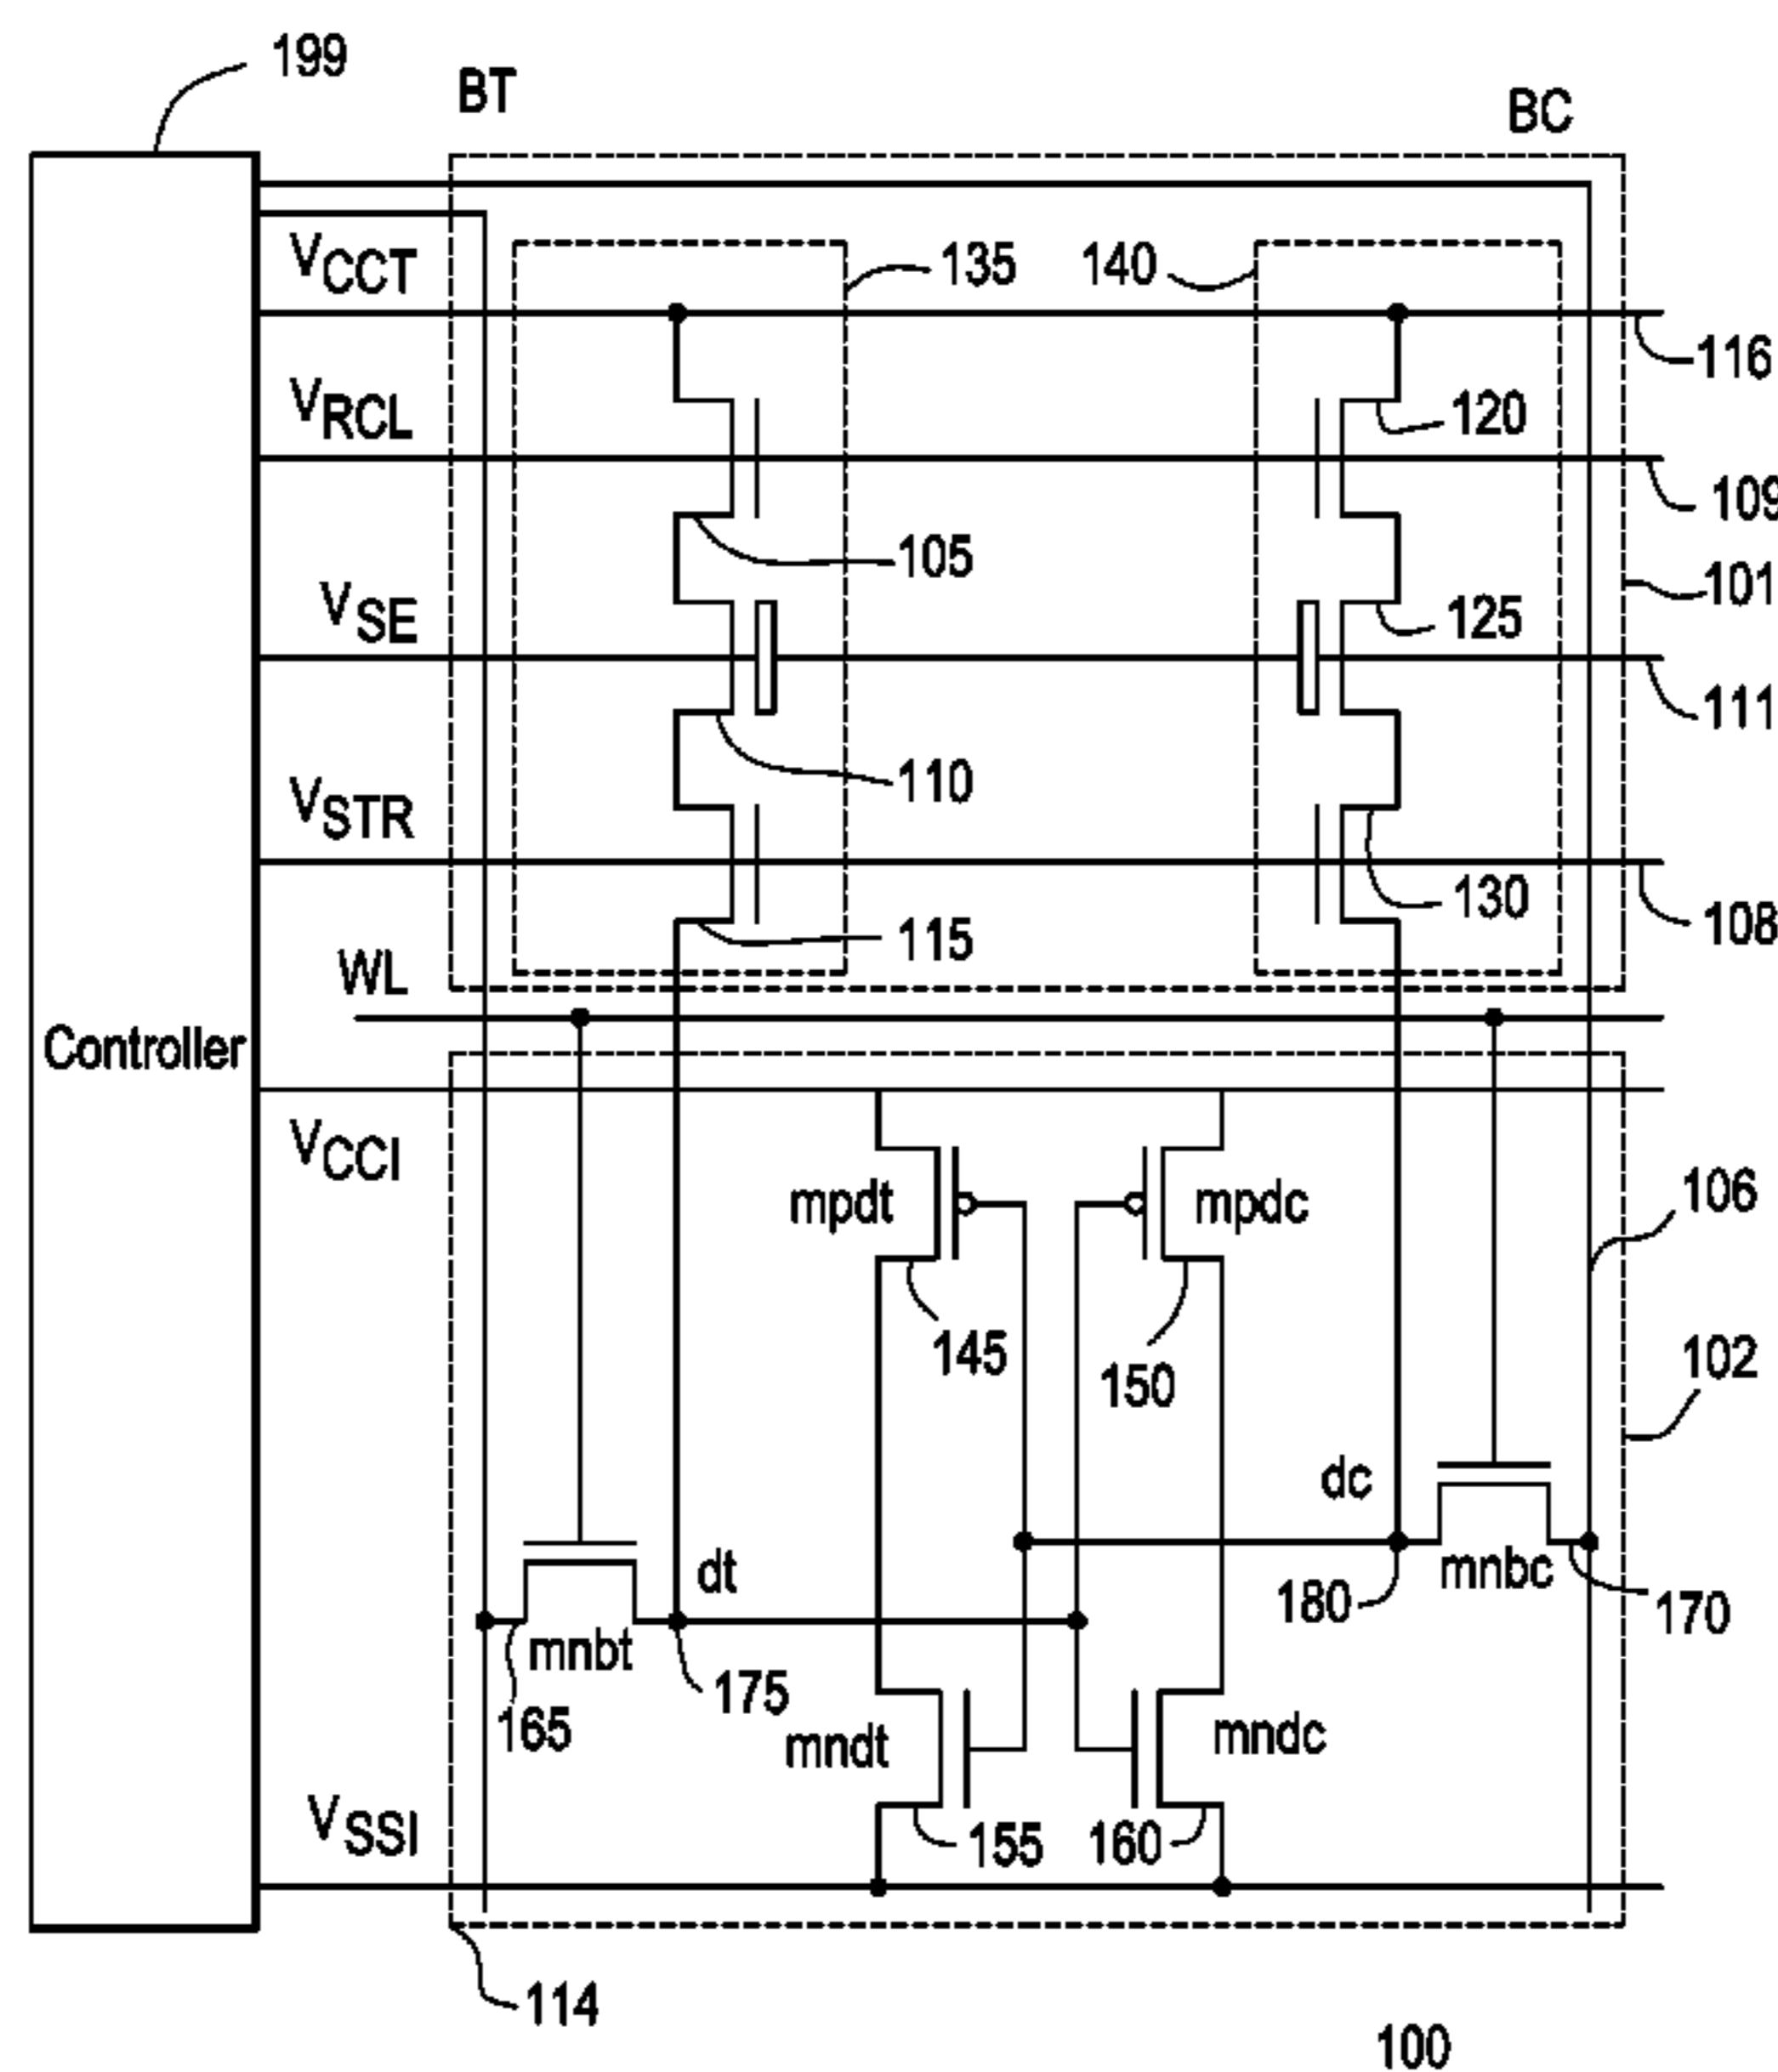 199
BT
BC
VCCT
135
140
116
VRCL
120
109
105
101
VSE
125
111
110
VSTR
130
108
115
WL
Controller
VCCI
mpdt
mpdc
106
145
150
102
dc
dt
mnbt
180
mnbc
170
165
175
mndt
mndc
VSSI
155
160
114
100